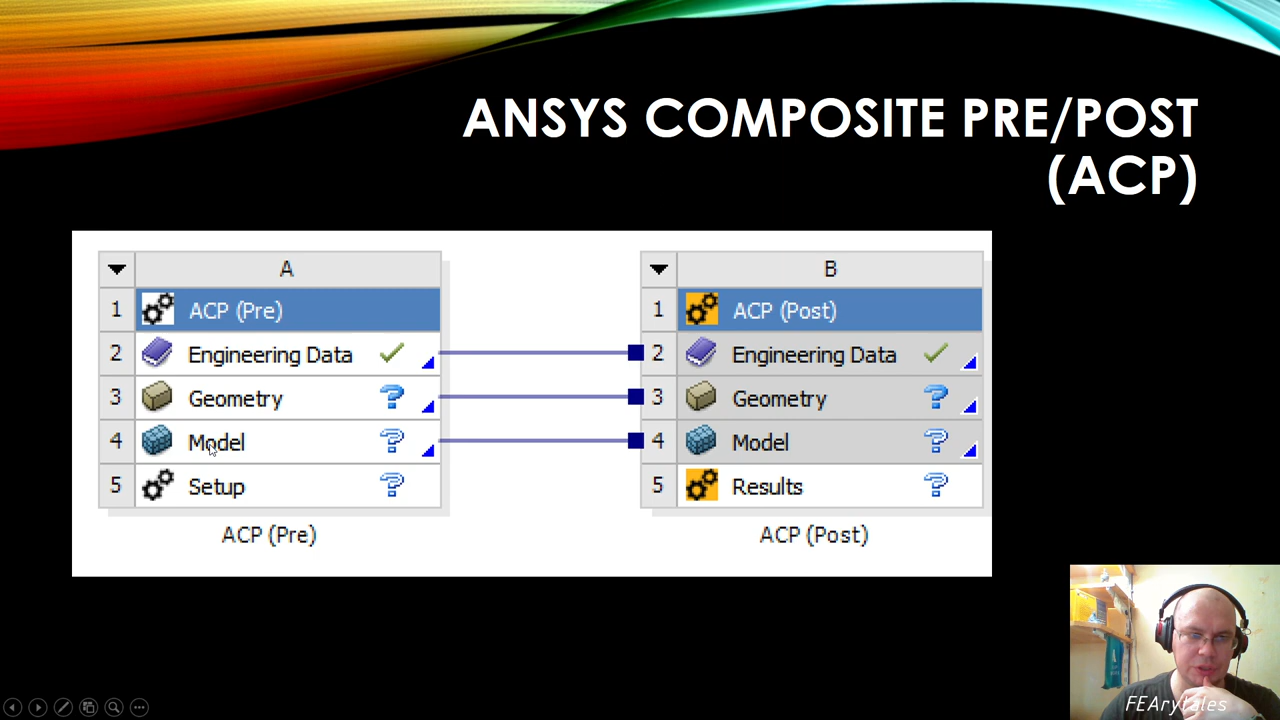 ANSYS COMPOSITE PRE/POST
(ACP)
A
1 ACP (Pre)
2 Engineering Data
3 Geometry
4 Model
5 Setup
ACP (Pre)
B
1 ACP (Post)
2 Engineering Data
3 Geometry
4 Model
5 Results
ACP (Post)
FEArytales